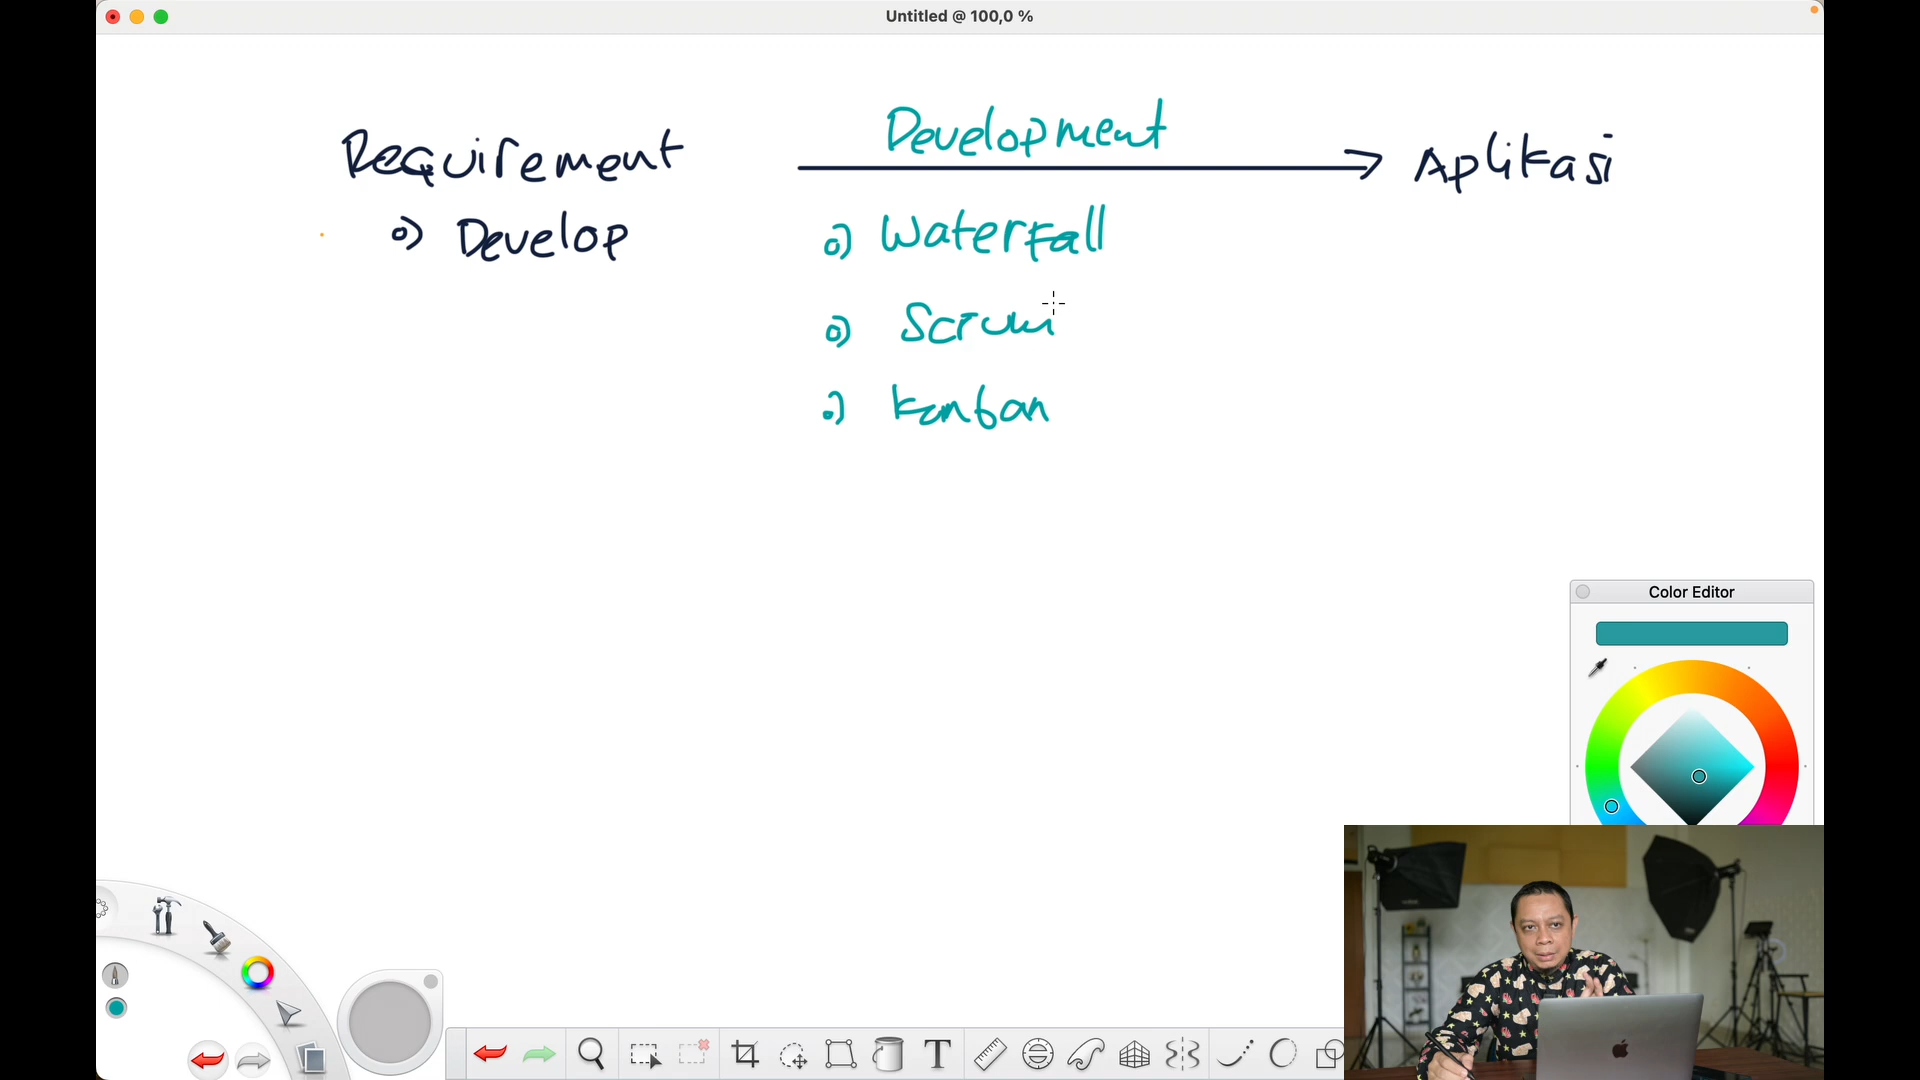 Untitled @ 100,0 %
Development
Requirement
Aplikasi
o) Develop
o) Waterfall
o) Scrum
o) Kanban
Color Editor
T